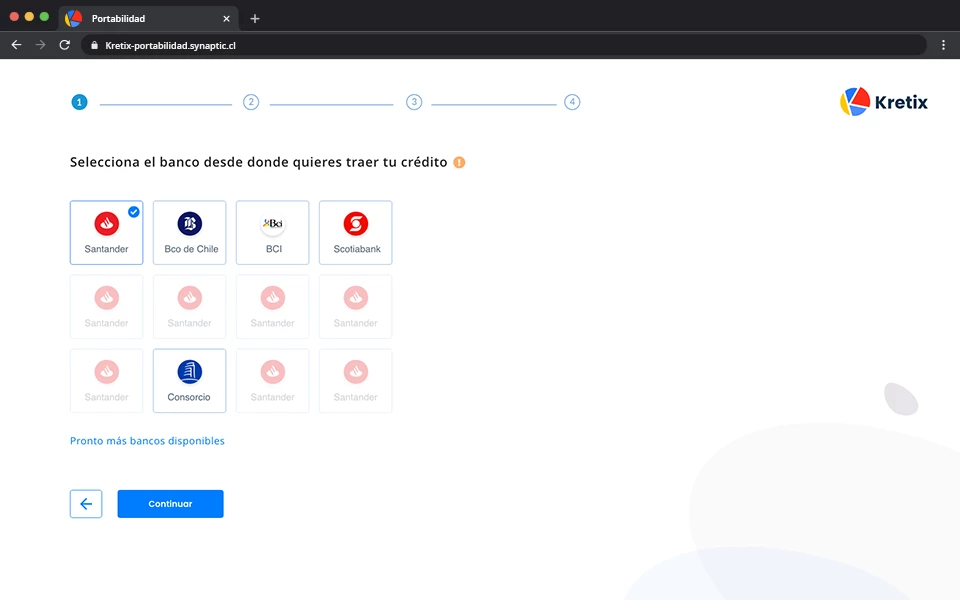 Portabilidad
Kretix-portabilidad.synaptic.cl
1 2 3 4
Kretix
Selecciona el banco desde donde quieres traer tu crédito !
Santander Bco de Chile Bci BCI Scotiabank
Santander Santander Santander Santander
Santander Consorcio Santander Santander
Pronto más bancos disponibles
Continuar